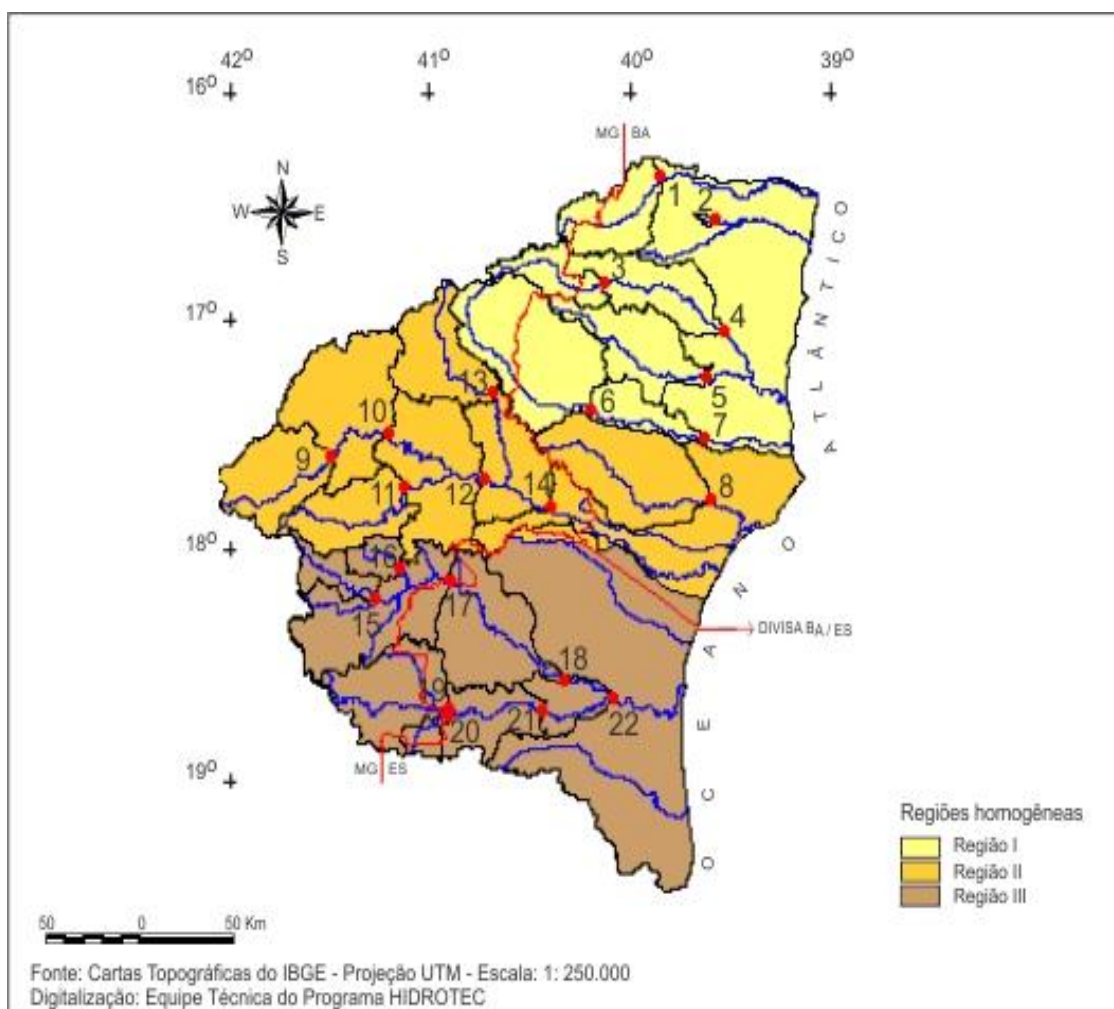 42º 41º 40º 39º
16º
MG BA
N
W E
S
1
2
3
17º
4
13
5
6
7
10
9
8
14
12
11
18º
16
17
15
DIVISA BA/ES
18
19
21
22
20
19º
MG ES
OCEANO ATLÂNTICO
Regiões homogêneas
Região I
Região II
Região III
50 0 50 Km
Fonte: Cartas Topográficas do IBGE - Projeção UTM - Escala: 1: 250.000
Digitalização: Equipe Técnica do Programa HIDROTEC